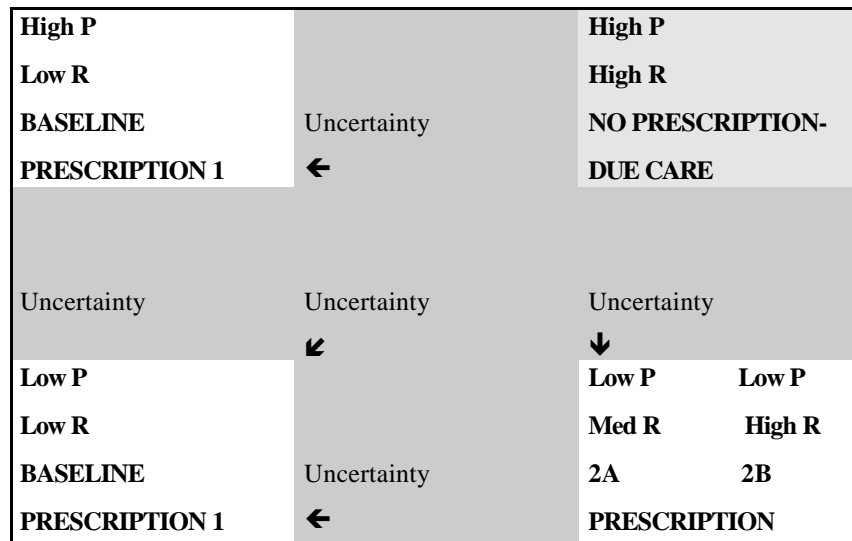 High P High P
Low R High R
BASELINE Uncertainty NO PRESCRIPTION-
PRESCRIPTION 1 ← DUE CARE
Uncertainty Uncertainty Uncertainty
↙ ↓
Low P Low P Low P
Low R Med R High R
BASELINE Uncertainty 2A 2B
PRESCRIPTION 1 ← PRESCRIPTION